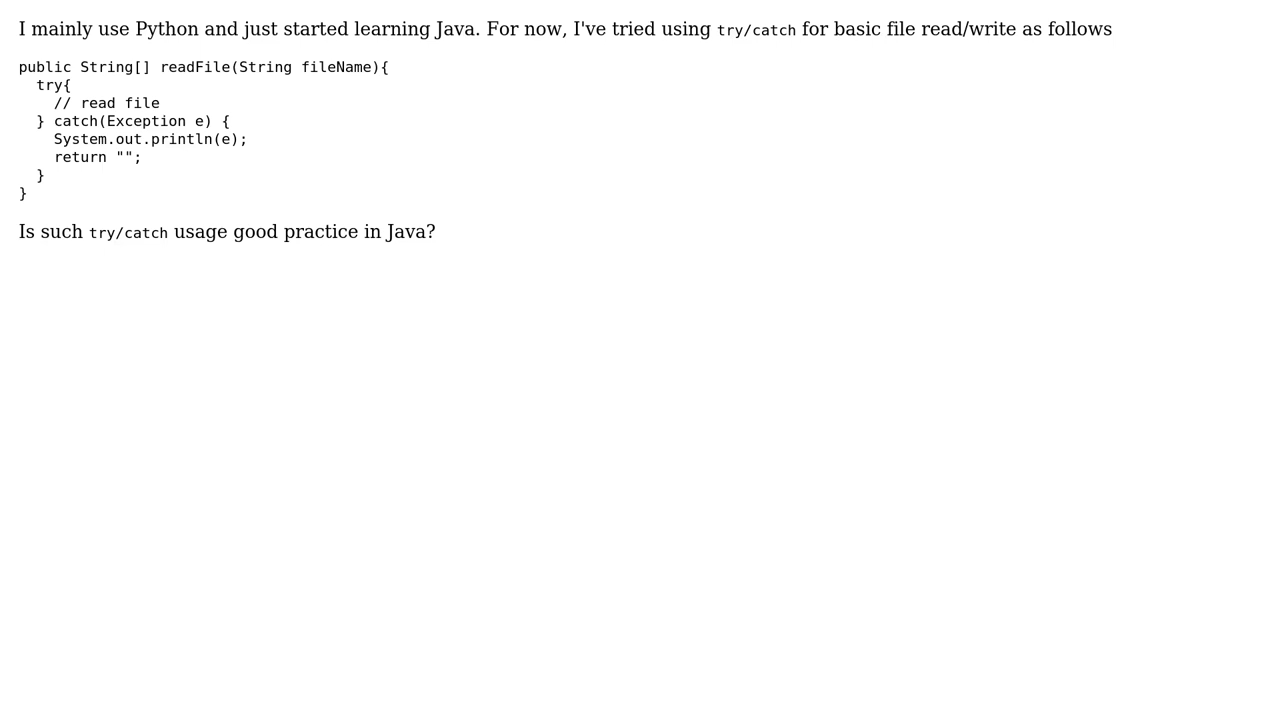 I mainly use Python and just started learning Java. For now, I've tried using try/catch for basic file read/write as follows
public String[] readFile(String fileName){
  try{
    // read file
  } catch(Exception e) {
    System.out.println(e);
    return "";
  }
}
Is such try/catch usage good practice in Java?